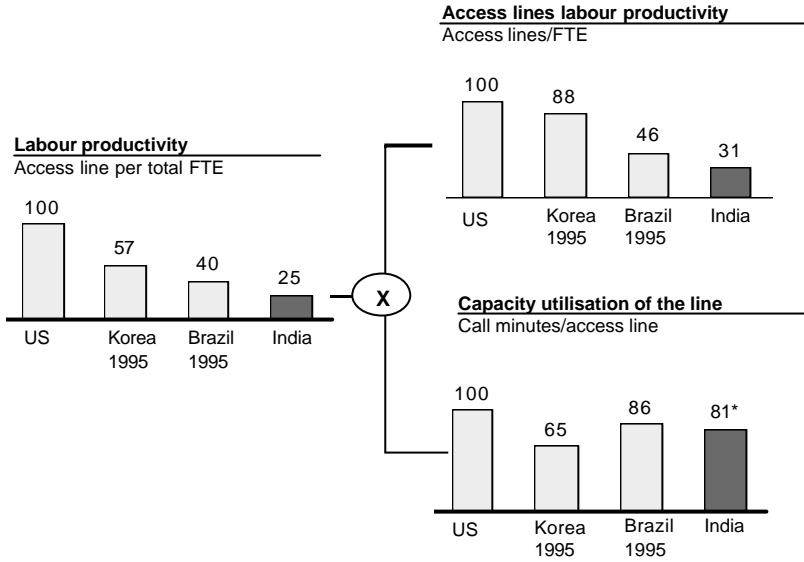 Labour productivity
Access line per total FTE
100
57
40
25
US
Korea
1995
Brazil
1995
India
X
Access lines labour productivity
Access lines/FTE
100
88
46
31
US
Korea
1995
Brazil
1995
India
Capacity utilisation of the line
Call minutes/access line
100
65
86
81*
US
Korea
1995
Brazil
1995
India